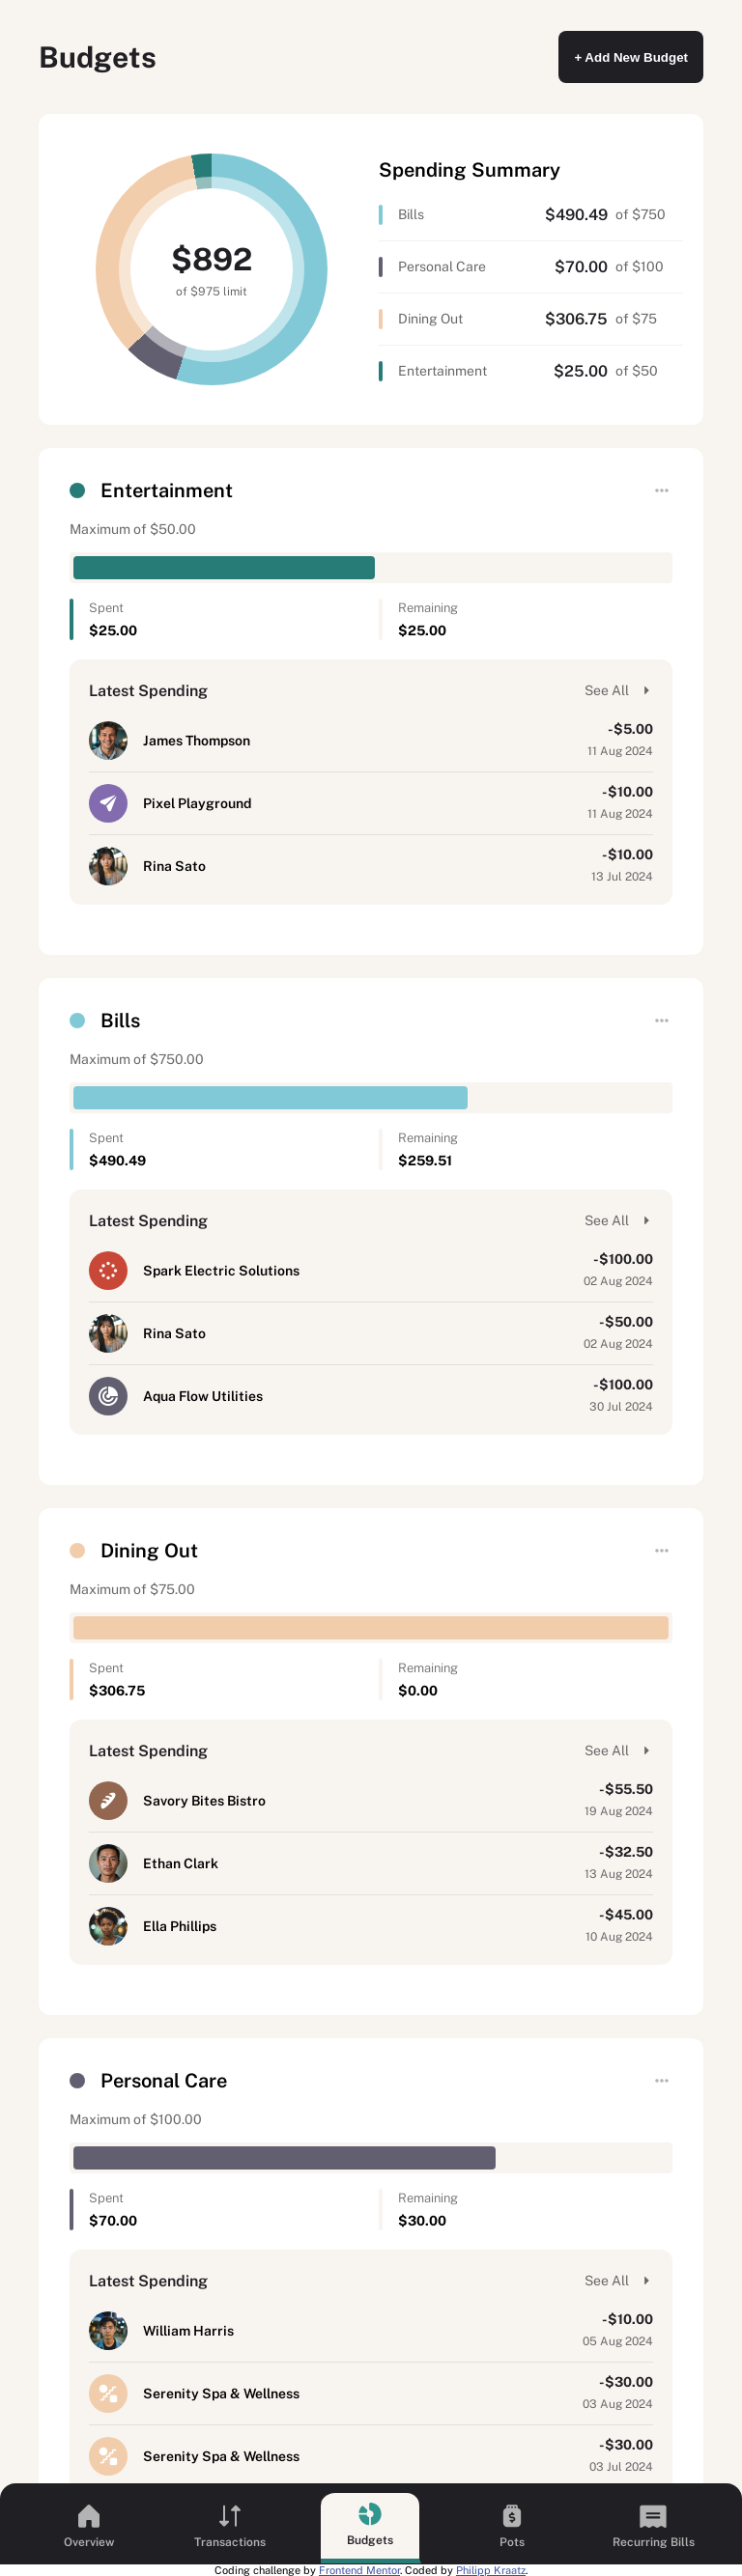 Budgets
+ Add New Budget
$892
of $975 limit
Spending Summary
Bills $490.49 of $750
Personal Care $70.00 of $100
Dining Out $306.75 of $75
Entertainment $25.00 of $50
Entertainment
Maximum of $50.00
Spent Remaining
$25.00 $25.00
Latest Spending See All
James Thompson -$5.00
11 Aug 2024
Pixel Playground -$10.00
11 Aug 2024
Rina Sato -$10.00
13 Jul 2024
Bills
Maximum of $750.00
Spent Remaining
$490.49 $259.51
Latest Spending See All
Spark Electric Solutions -$100.00
02 Aug 2024
Rina Sato -$50.00
02 Aug 2024
Aqua Flow Utilities -$100.00
30 Jul 2024
Dining Out
Maximum of $75.00
Spent Remaining
$306.75 $0.00
Latest Spending See All
Savory Bites Bistro -$55.50
19 Aug 2024
Ethan Clark -$32.50
13 Aug 2024
Ella Phillips -$45.00
10 Aug 2024
Personal Care
Maximum of $100.00
Spent Remaining
$70.00 $30.00
Latest Spending See All
William Harris -$10.00
05 Aug 2024
Serenity Spa & Wellness -$30.00
03 Aug 2024
Serenity Spa & Wellness -$30.00
03 Jul 2024
Overview Transactions Budgets Pots Recurring Bills
Coding challenge by Frontend Mentor. Coded by Philipp Kraatz.